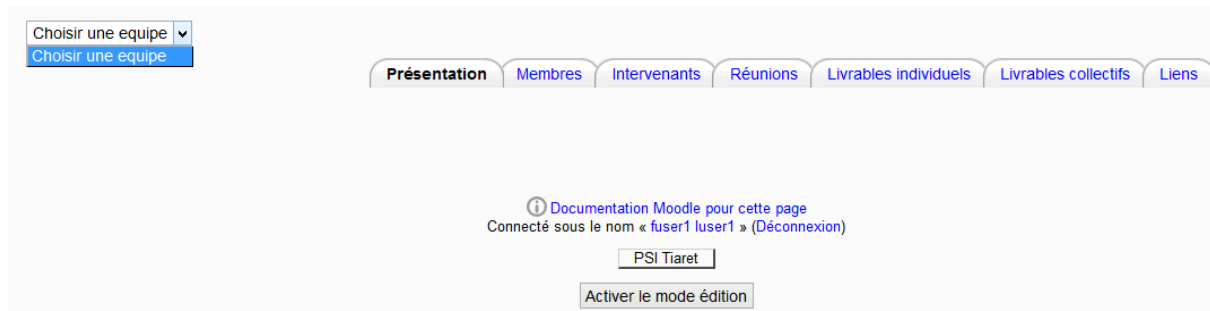 Choisir une equipe
Choisir une equipe
Présentation Membres Intervenants Réunions Livrables individuels Livrables collectifs Liens
Documentation Moodle pour cette page
Connecté sous le nom « fuser1 luser1 » (Déconnexion)
PSI Tiaret
Activer le mode édition